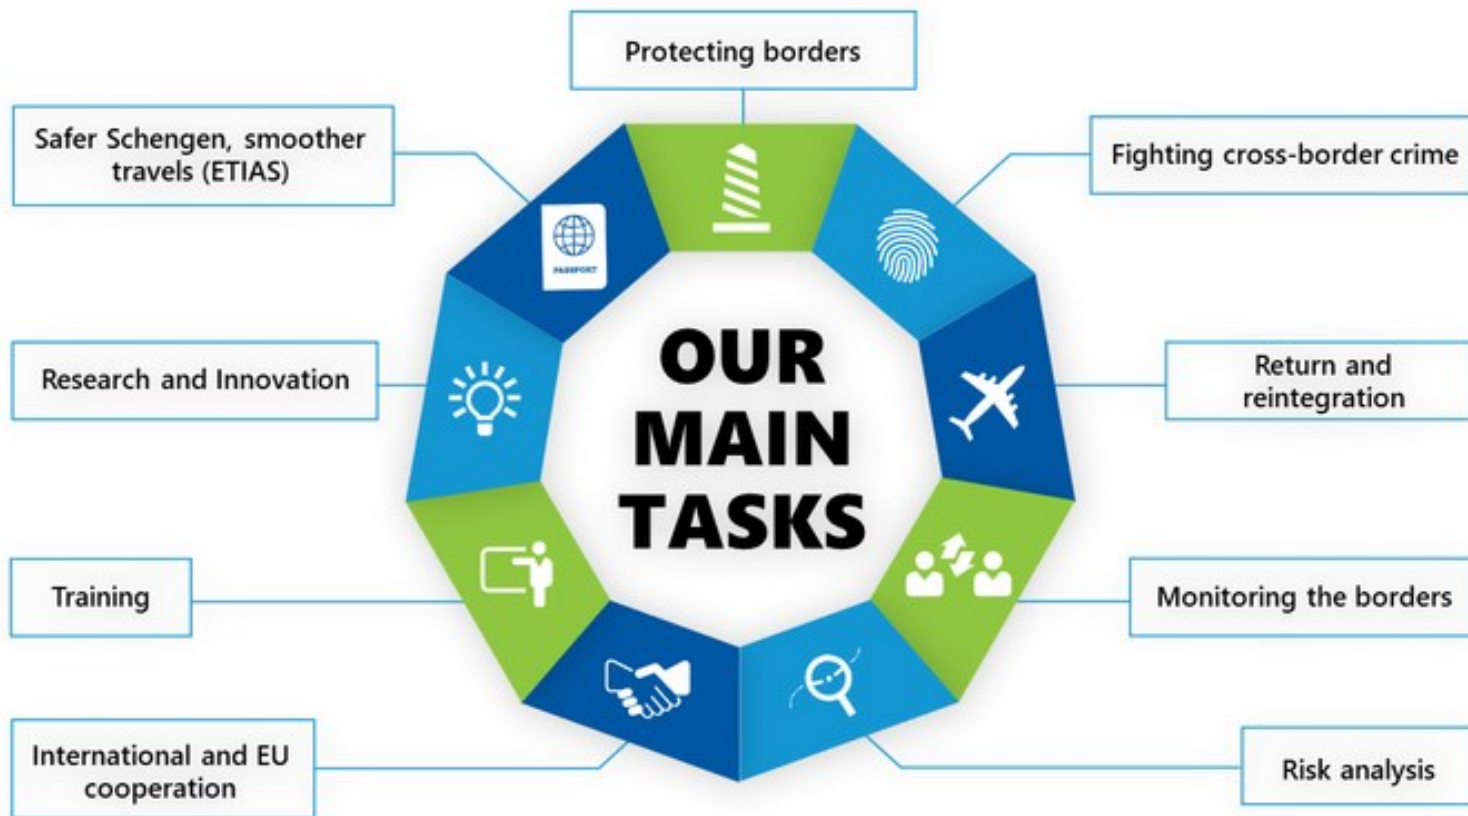 Protecting borders
Safer Schengen, smoother
travels (ETIAS)
Fighting cross-border crime
PASSPORT
OUR
MAIN
TASKS
Research and Innovation
Return and
reintegration
Training
Monitoring the borders
International and EU
cooperation
Risk analysis